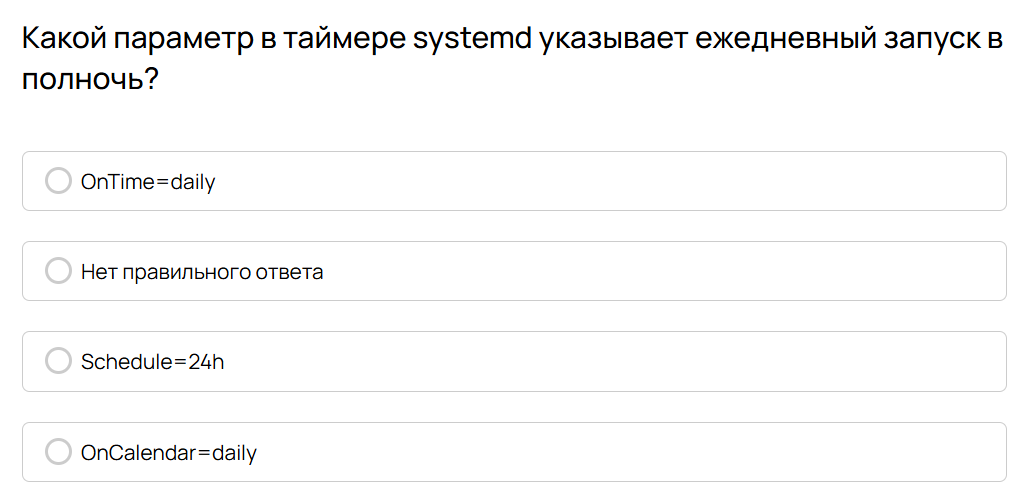 Какой параметр в таймере systemd указывает ежедневный запуск в
полночь?
OnTime=daily
Нет правильного ответа
Schedule=24h
OnCalendar=daily